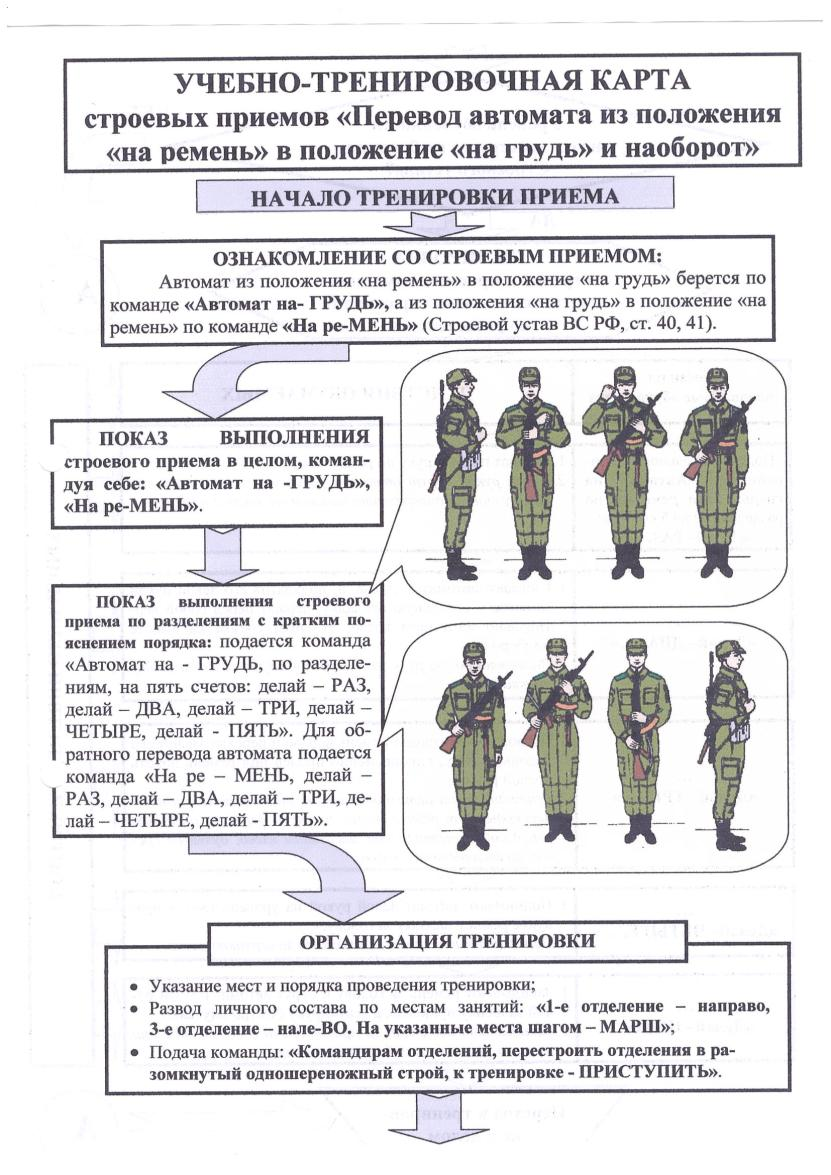 УЧЕБНО-ТРЕНИРОВОЧНАЯ КАРТА
строевых приемов «Перевод автомата из положения
«на ремень» в положение «на грудь» и наоборот»
НАЧАЛО ТРЕНИРОВКИ ПРИЕМА
ОЗНАКОМЛЕНИЕ СО СТРОЕВЫМ ПРИЕМОМ:
Автомат из положения «на ремень» в положение «на грудь» берется по
команде «Автомат на- ГРУДЬ», а из положения «на грудь» в положение «на
ремень» по команде «На ре-МЕНЬ» (Строевой устав ВС РФ, ст. 40, 41).
ПОКАЗ ВЫПОЛНЕНИЯ
строевого приема в целом, коман-
дуя себе: «Автомат на -ГРУДЬ»,
«На ре-МЕНЬ».
ПОКАЗ выполнения строевого
приема по разделениям с кратким по-
яснением порядка: подается команда
«Автомат на - ГРУДЬ, по разделе-
ниям, на пять счетов: делай – РАЗ,
делай – ДВА, делай – ТРИ, делай –
ЧЕТЫРЕ, делай - ПЯТЬ». Для об-
ратного перевода автомата подается
команда «На ре – МЕНЬ, делай –
РАЗ, делай – ДВА, делай – ТРИ, де-
лай – ЧЕТЫРЕ, делай - ПЯТЬ».
ОРГАНИЗАЦИЯ ТРЕНИРОВКИ
● Указание мест и порядка проведения тренировки;
● Развод личного состава по местам занятий: «1-е отделение – направо,
3-е отделение – нале-ВО. На указанные места шагом – МАРШ»;
● Подача команды: «Командирам отделений, перестроить отделения в ра-
зомкнутый одношереножный строй, к тренировке - ПРИСТУПИТЬ».